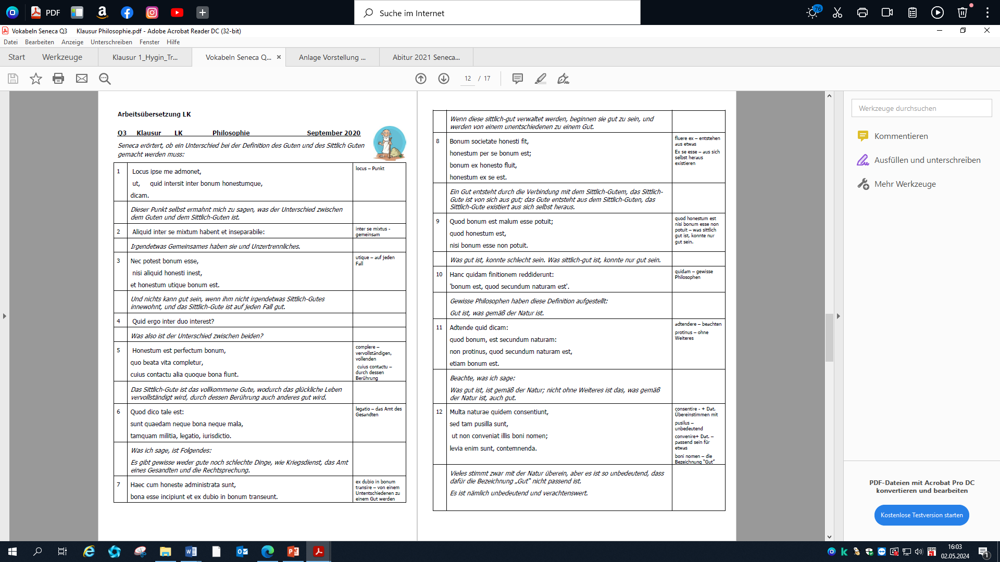 PDF
Suche im Internet
76
Vokabeln Seneca Q3 Klausur Philosophie.pdf - Adobe Acrobat Reader DC (32-bit)
Datei Bearbeiten Anzeige Unterschreiben Fenster Hilfe
Start Werkzeuge Klausur 1_Hygin_Tr... Vokabeln Seneca Q... Anlage Vorstellung ... Abitur 2021 Seneca...
12 / 17
Arbeitsübersetzung LK
Q3 Klausur LK Philosophie September 2020
Seneca erörtert, ob ein Unterschied bei der Definition des Guten und des Sittlich Guten
gemacht werden muss:
1 Locus ipse me admonet,
ut, quid intersit inter bonum honestumque,
dicam.
locus – Punkt
Dieser Punkt selbst ermahnt mich zu sagen, was der Unterschied zwischen
dem Guten und dem Sittlich-Guten ist.
2 Aliquid inter se mixtum habent et inseparabile:
inter se mixtus -
gemeinsam
Irgendetwas Gemeinsames haben sie und Unzertrennliches.
3 Nec potest bonum esse,
nisi aliquid honesti inest,
et honestum utique bonum est.
utique – auf jeden
Fall
Und nichts kann gut sein, wenn ihm nicht irgendetwas Sittlich-Gutes
innewohnt, und das Sittlich-Gute ist auf jeden Fall gut.
4 Quid ergo inter duo interest?
Was also ist der Unterschied zwischen beiden?
5 Honestum est perfectum bonum,
quo beata vita completur,
cuius contactu alia quoque bona fiunt.
complere –
vervollständigen,
vollenden
cuius contactu –
durch dessen
Berührung
Das Sittlich-Gute ist das vollkommene Gute, wodurch das glückliche Leben
vervollständigt wird, durch dessen Berührung auch anderes gut wird.
6 Quod dico tale est:
sunt quaedam neque bona neque mala,
tamquam militia, legatio, iurisdictio.
legatio – das Amt des
Gesandten
Was ich sage, ist Folgendes:
Es gibt gewisse weder gute noch schlechte Dinge, wie Kriegsdienst, das Amt
eines Gesandten und die Rechtsprechung.
7 Haec cum honeste administrata sunt,
bona esse incipiunt et ex dubio in bonum transeunt.
ex dubio in bonum
transire – von einem
Untentschiedenen zu
einem Gut werden
Wenn diese sittlich-gut verwaltet werden, beginnen sie gut zu sein, und
werden von einem unentschiedenen zu einem Gut.
8 Bonum societate honesti fit,
honestum per se bonum est;
bonum ex honesto fluit,
honestum ex se est.
fluere ex – entstehen
aus etwas
Ex se esse – aus sich
selbst heraus
existieren
Ein Gut entsteht durch die Verbindung mit dem Sittlich-Gutem, das Sittlich-
Gute ist von sich aus gut; das Gute entsteht aus dem Sittlich-Guten, das
Sittlich-Gute existiert aus sich selbst heraus.
9 Quod bonum est malum esse potuit;
quod honestum est,
nisi bonum esse non potuit.
quod honestum est
nisi bonum esse non
potuit – was sittlich
gut ist, konnte nur
gut sein.
Was gut ist, konnte schlecht sein. Was sittlich-gut ist, konnte nur gut sein.
10 Hanc quidam finitionem reddiderunt:
'bonum est, quod secundum naturam est'.
quidam – gewisse
Philosophen
Gewisse Philosophen haben diese Definition aufgestellt:
Gut ist, was gemäß der Natur ist.
11 Adtende quid dicam:
quod bonum, est secundum naturam:
non protinus, quod secundum naturam est,
etiam bonum est.
adtendere – beachten
protinus – ohne
Weiteres
Beachte, was ich sage:
Was gut ist, ist gemäß der Natur; nicht ohne Weiteres ist das, was gemäß
der Natur ist, auch gut.
12 Multa naturae quidem consentiunt,
sed tam pusilla sunt,
ut non conveniat illis boni nomen;
levia enim sunt, contemnenda.
consentire - + Dat.
Übereinstimmen mit
pusilus –
unbedeutend
convenire+ Dat. –
passend sein für
etwas
boni nomen – die
Bezeichnung "Gut"
Vieles stimmt zwar mit der Natur überein, aber es ist so unbedeutend, dass
dafür die Bezeichnung „Gut“ nicht passend ist.
Es ist nämlich unbedeutend und verachtenswert.
Werkzeuge durchsuchen
Kommentieren
Ausfüllen und unterschreiben
Mehr Werkzeuge
PDF-Dateien mit Acrobat Pro DC
konvertieren und bearbeiten
Kostenlose Testversion starten
16:03
02.05.2024
1